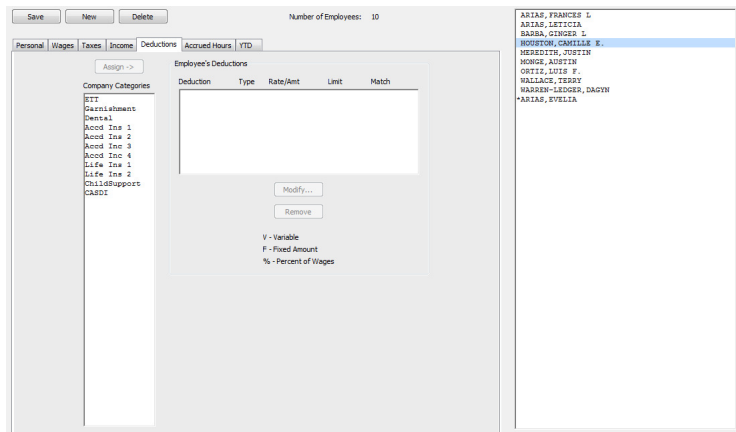 Save New Delete Number of Employees: 10
Personal Wages Taxes Income Deductions Accrued Hours YTD
Assign ->
Company Categories
ETT
Garnishment
Dental
Accd Ins 1
Accd Ins 2
Accd Inc 3
Accd Inc 4
Life Ins 1
Life Ins 2
ChildSupport
CASDI
Employee's Deductions
Deduction Type Rate/Amt Limit Match
Modify...
Remove
V - Variable
F - Fixed Amount
% - Percent of Wages
ARIAS,FRANCES L
ARIAS,LETICIA
BARBA,GINGER L
HOUSTON,CAMILLE E.
MEREDITH,JUSTIN
MONGE,AUSTIN
ORTIZ,LUIS F.
WALLACE,TERRY
WARREN-LEDGER,DAGYN
*ARIAS,EVELIA